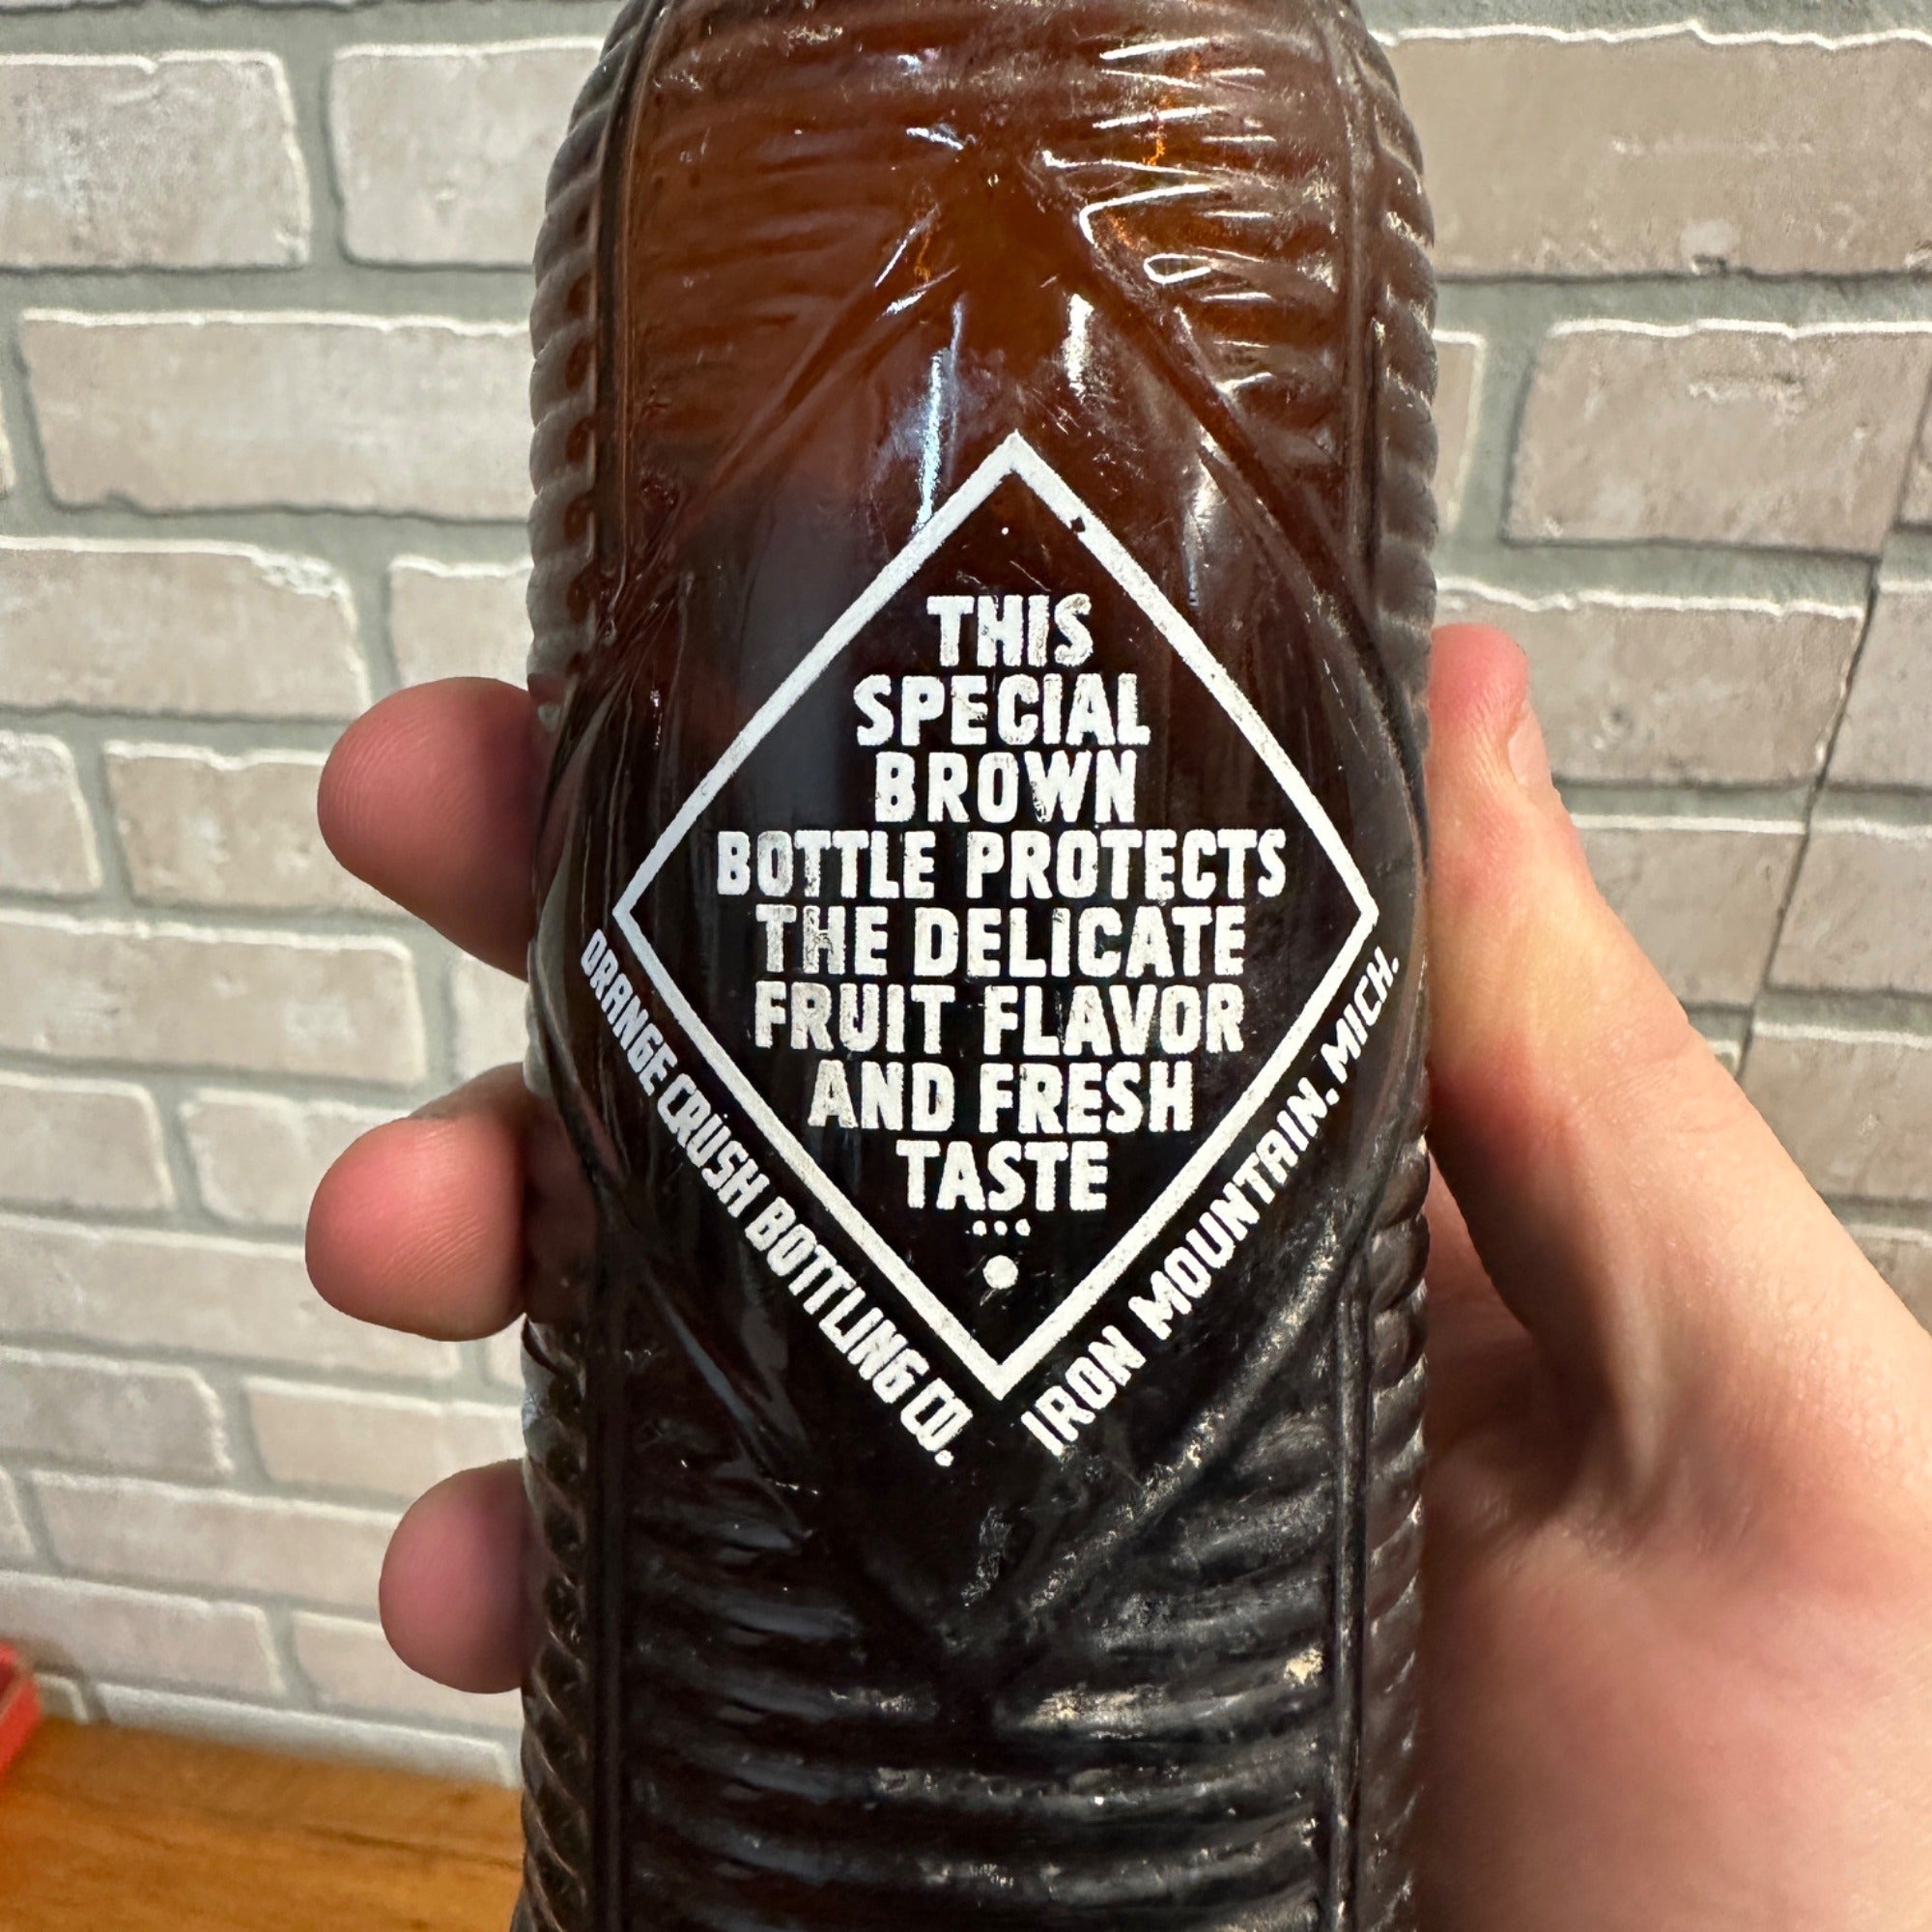 THIS
SPECIAL
BROWN
BOTTLE PROTECTS
THE DELICATE
FRUIT FLAVOR
AND FRESH
TASTE
...
ORANGE CRUSH BOTTLING CO.
IRON MOUNTAIN, MICH.